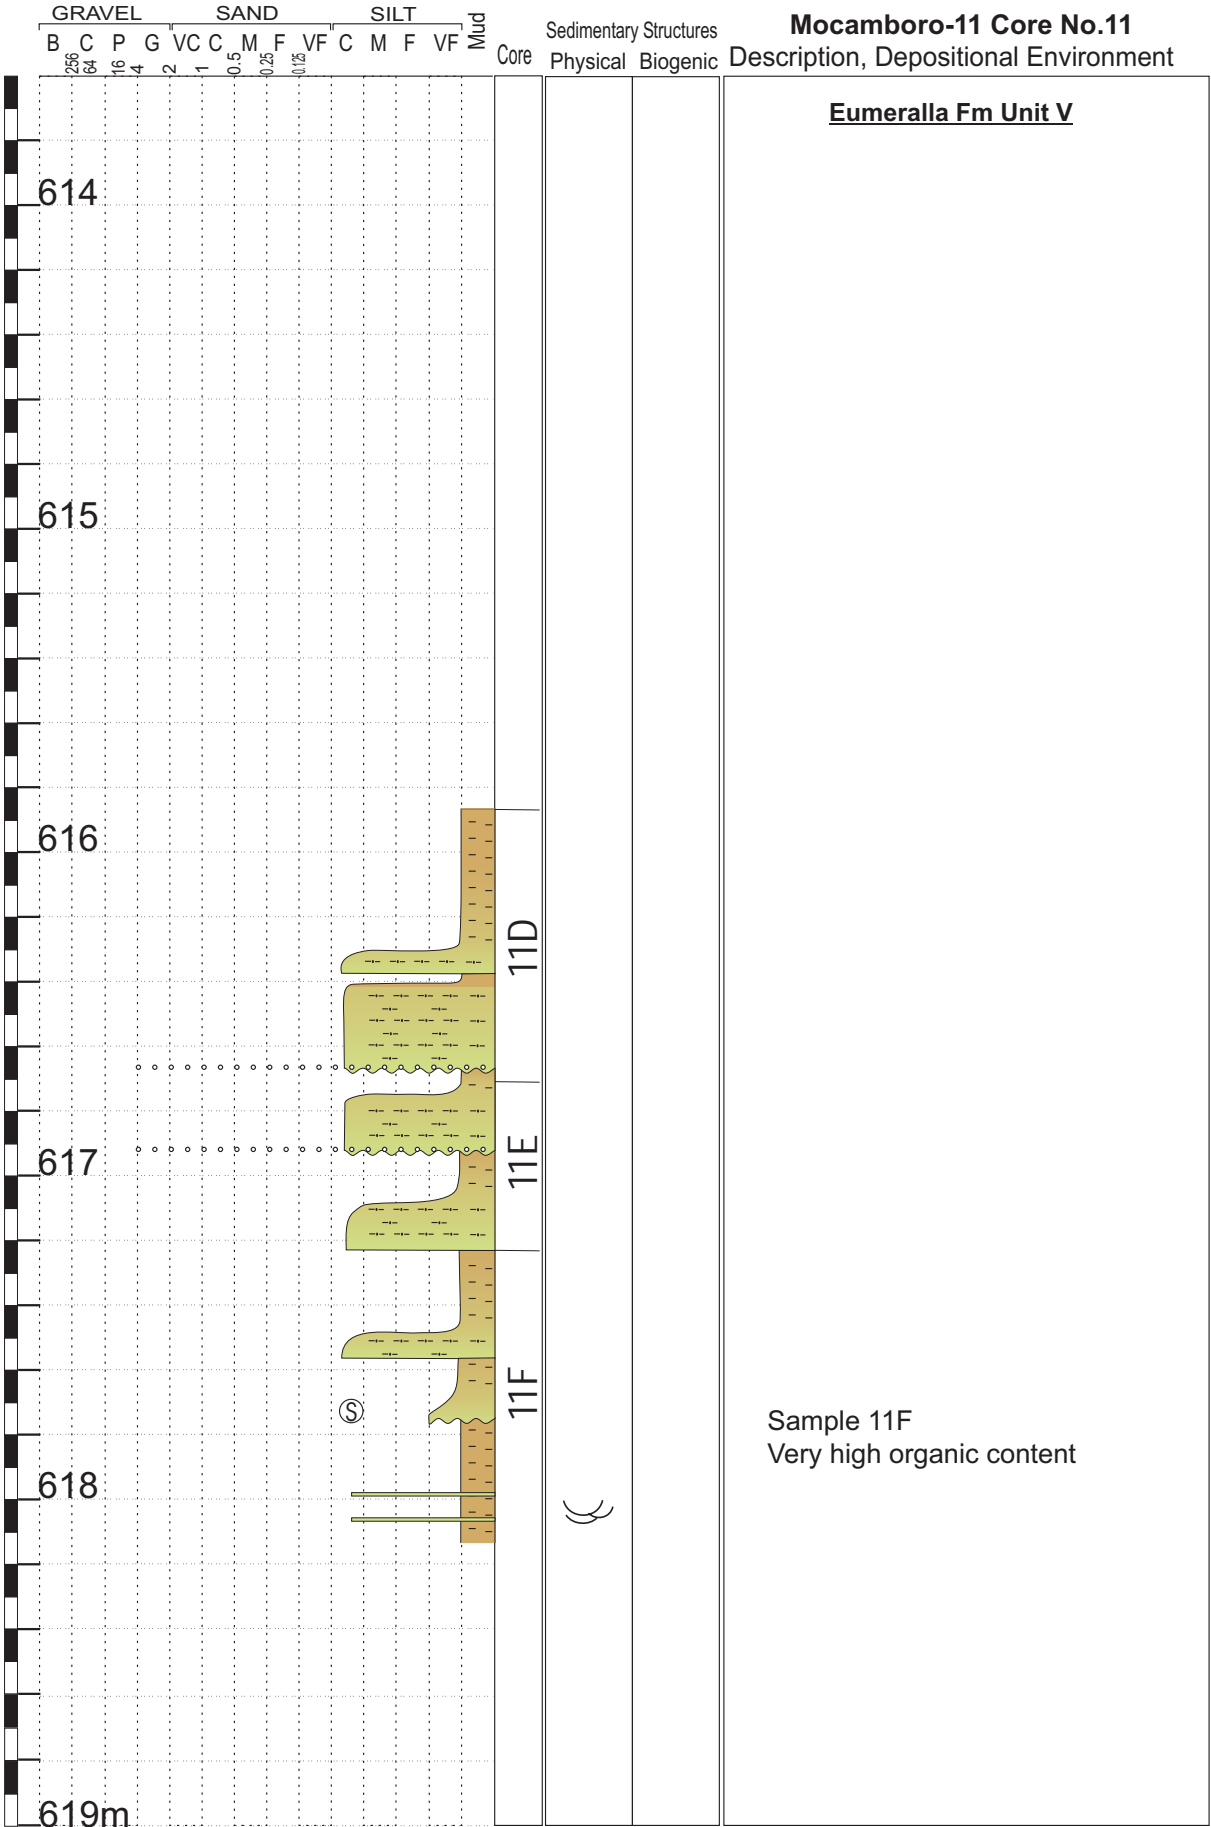 GRAVEL SAND SILT Mud
B C P G VC C M F VF C M F VF
256 64 16 4 2 1 0.5 0.25 0.125
Core
Sedimentary Structures
Physical Biogenic
Mocamboro-11 Core No.11
Description, Depositional Environment
Eumeralla Fm Unit V
614
615
616
11D
617
11E
11F
S
Sample 11F
Very high organic content
618
619m